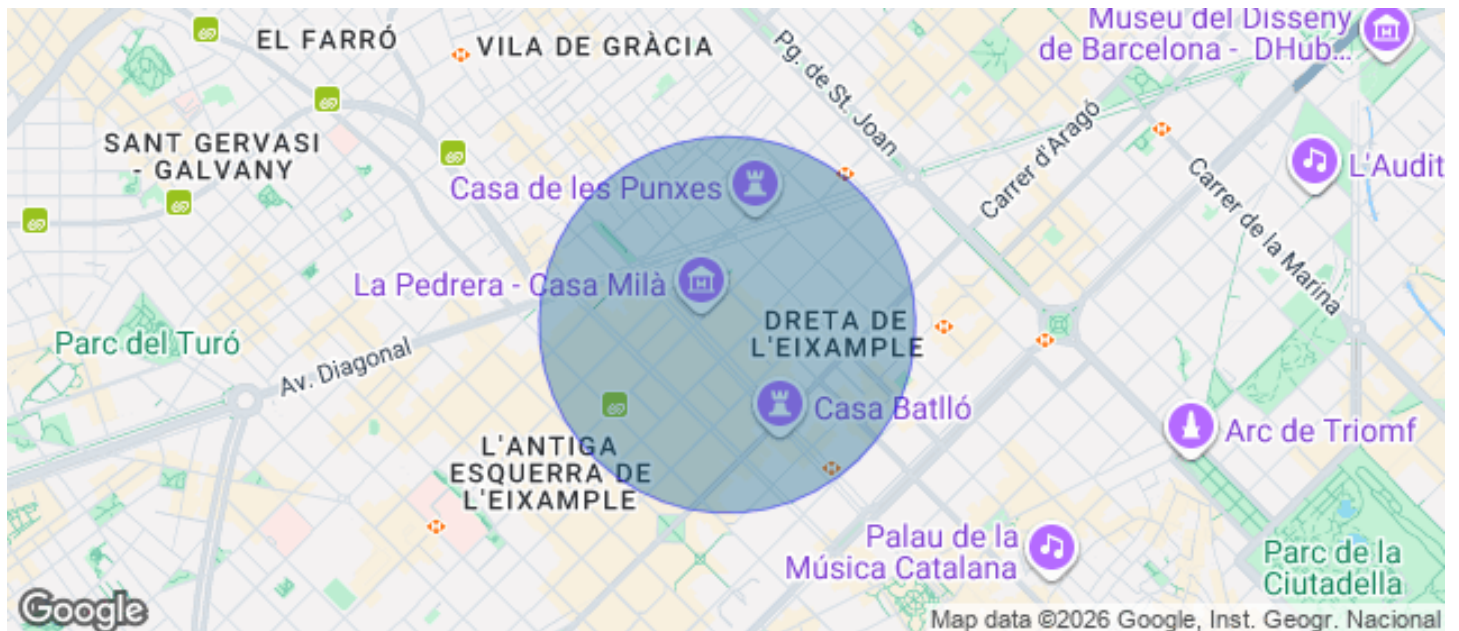 Museu del Disseny
de Barcelona - DHub...
EL FARRÓ
VILA DE GRÀCIA
Pg. de St. Joan
SANT GERVASI
- GALVANY
Carrer d'Aragó
L'Audit
Casa de les Punxes
Carrer de la Marina
La Pedrera - Casa Milà
DRETA DE
L'EIXAMPLE
Parc del Turó
Av. Diagonal
Casa Batlló
Arc de Triomf
L'ANTIGA
ESQUERRA DE
L'EIXAMPLE
Palau de la
Música Catalana
Parc de la
Ciutadella
Google
Map data ©2026 Google, Inst. Geogr. Nacional